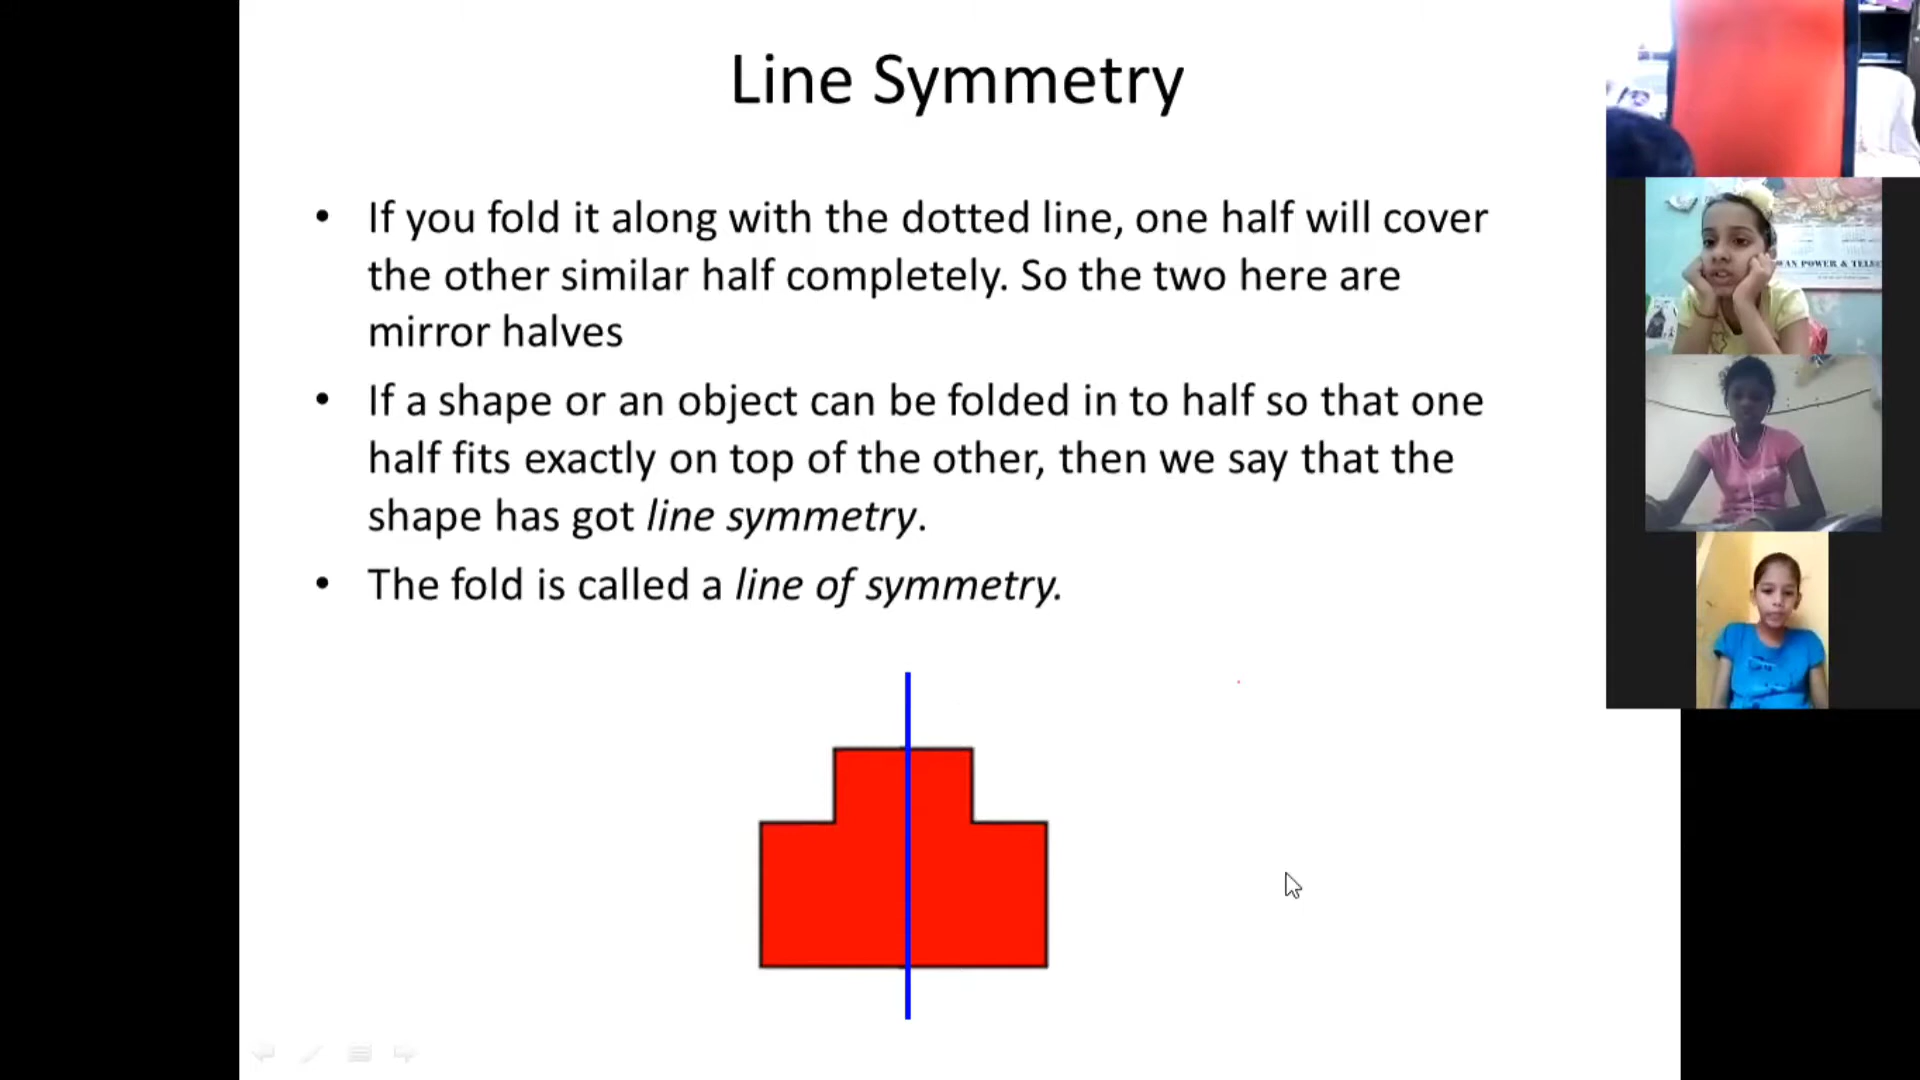 Line Symmetry
• If you fold it along with the dotted line, one half will cover
the other similar half completely. So the two here are
mirror halves
• If a shape or an object can be folded in to half so that one
half fits exactly on top of the other, then we say that the
shape has got line symmetry.
• The fold is called a line of symmetry.
POWER &